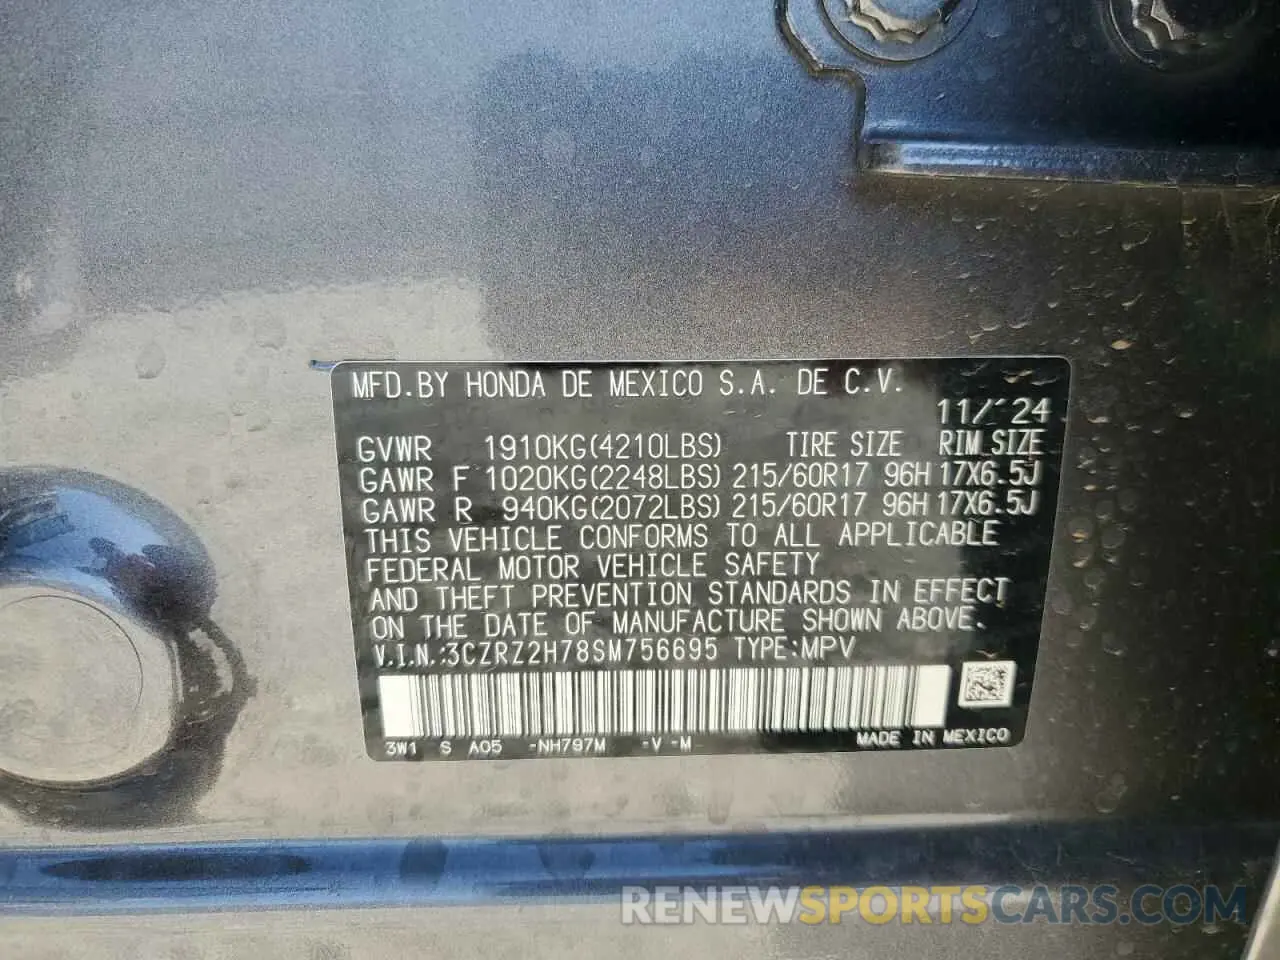 MFD.BY HONDA DE MEXICO S.A. DE C.V.
11/ 24
GVWR 1910KG(4210LBS) TIRE SIZE RIM SIZE
GAWR F 1020KG(2248LBS) 215/60R17 96H 17X6.5J
GAWR R 940KG(2072LBS) 215/60R17 96H 17X6.5J
THIS VEHICLE CONFORMS TO ALL APPLICABLE
FEDERAL MOTOR VEHICLE SAFETY
AND THEFT PREVENTION STANDARDS IN EFFECT
ON THE DATE OF MANUFACTURE SHOWN ABOVE.
V.I.N.:3CZRZ2H78SM756695 TYPE:MPV
3W1 S A05 -NH797M -V -M MADE IN MEXICO
RENEWSPORTSCARS.COM